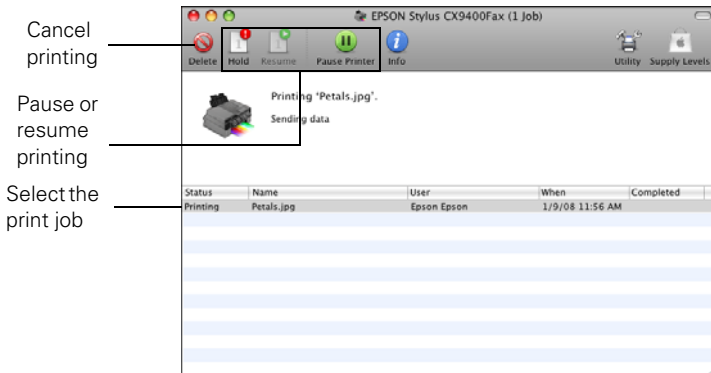 EPSON Stylus CX9400Fax (1 Job)
Cancel
printing
Delete
Hold
Resume
Pause Printer
Info
Utility
Supply Levels
Pause or
resume
printing
Printing 'Petals.jpg'.
Sending data
Select the
print job
Status Name User When Completed
Printing Petals.jpg Epson Epson 1/9/08 11:56 AM